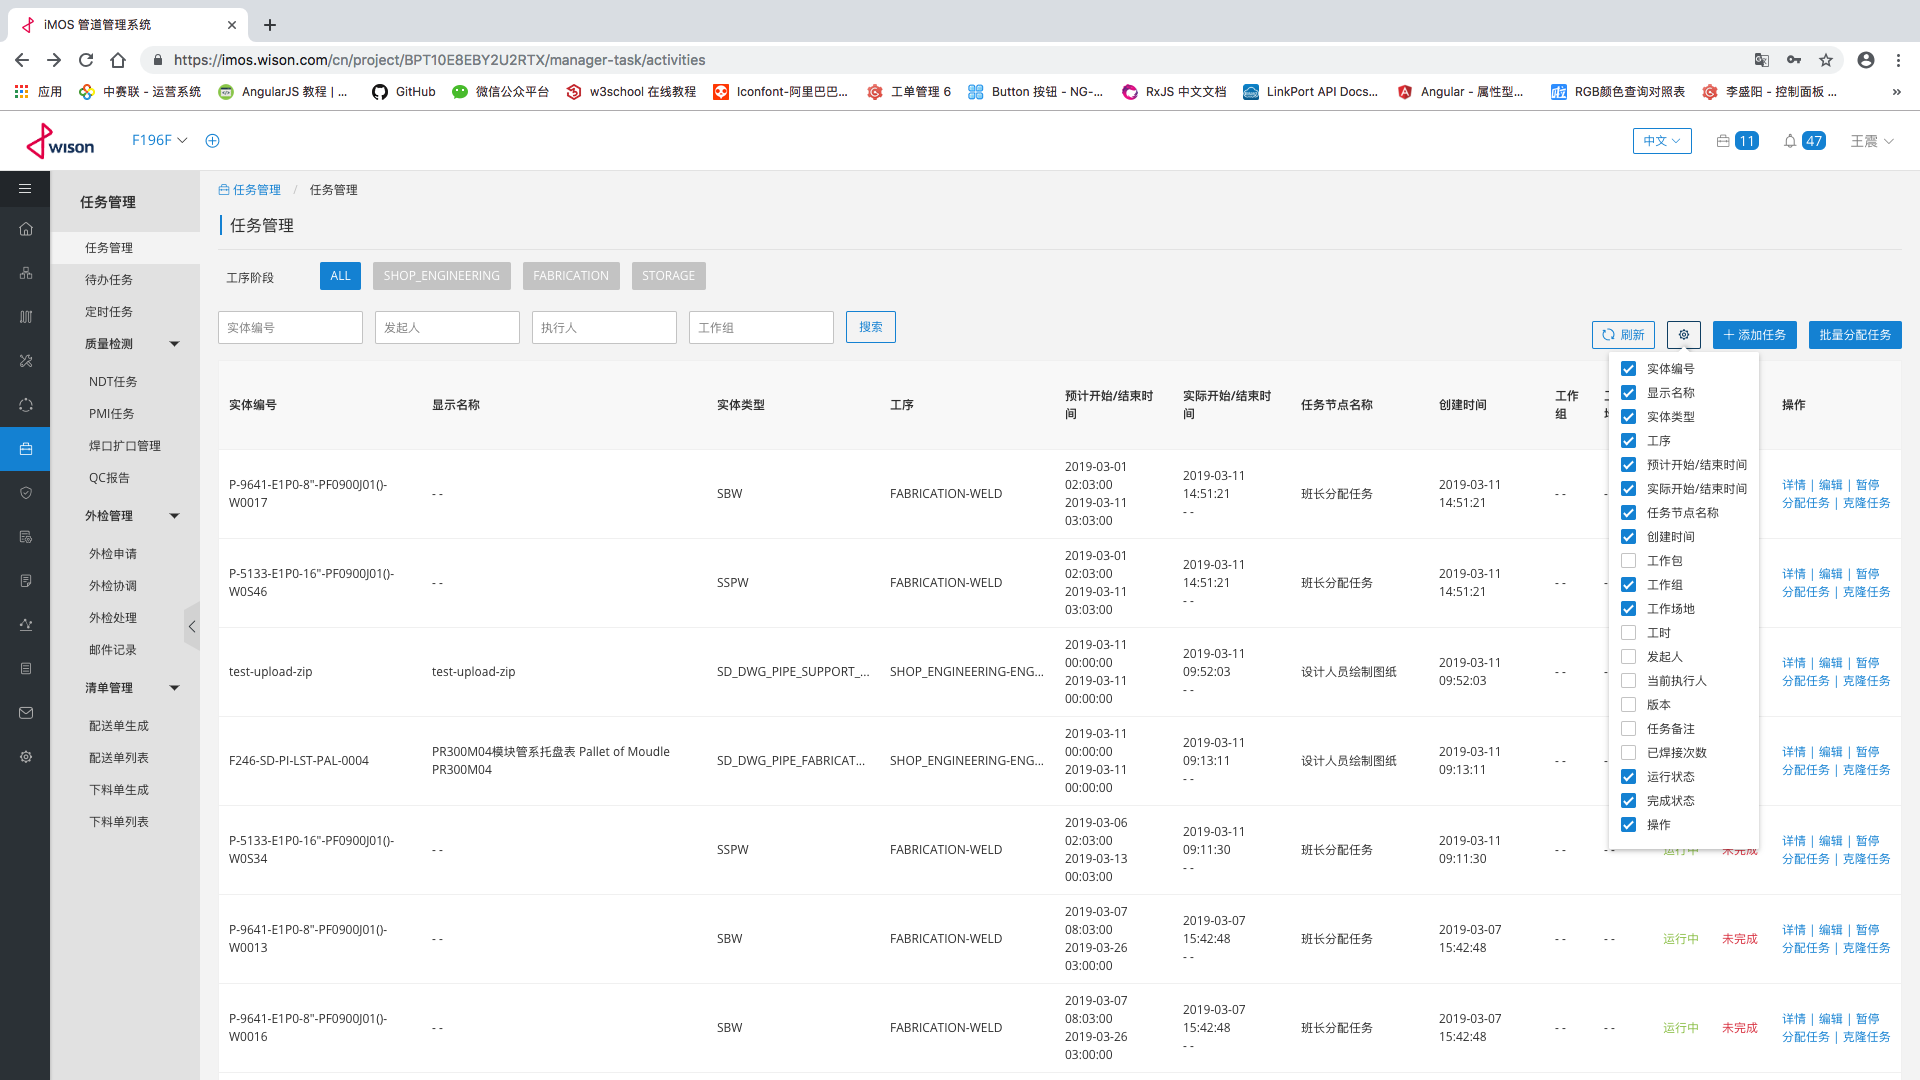 iMOS 管道管理系统
https://imos.wison.com/cn/project/BPT10E8EBY2U2RTX/manager-task/activities
应用 中赛联 - 运营系统 AngularJS 教程 | ... GitHub 微信公众平台 w3school 在线教程 Iconfont-阿里巴巴... 工单管理 6 Button 按钮 - NG-... RxJS 中文文档 LinkPort API Docs... Angular - 属性型... RGB颜色查询对照表 李盛阳 - 控制面板 ... »
wison F196F 中文 11 47 王震
任务管理
任务管理
待办任务
定时任务
质量检测
NDT任务
PMI任务
焊口扩口管理
QC报告
外检管理
外检申请
外检协调
外检处理
邮件记录
清单管理
配送单生成
配送单列表
下料单生成
下料单列表
任务管理 / 任务管理
任务管理
工序阶段 ALL SHOP_ENGINEERING FABRICATION STORAGE
实体编号 发起人 执行人 工作组 搜索
刷新 添加任务 批量分配任务
实体编号
显示名称
实体类型
工序
预计开始/结束时间
实际开始/结束时间
任务节点名称
创建时间
工作包
工作组
工作场地
工时
发起人
当前执行人
版本
任务备注
已焊接次数
运行状态
完成状态
操作
实体编号 显示名称 实体类型 工序 预计开始/结束时间 实际开始/结束时间 任务节点名称 创建时间 工作组 操作
P-9641-E1P0-8"-PF0900J01()-W0017 - - SBW FABRICATION-WELD 2019-03-01 02:03:00 2019-03-11 03:03:00 2019-03-11 14:51:21 - - 班长分配任务 2019-03-11 14:51:21 - - 详情 | 编辑 | 暂停 分配任务 | 克隆任务
P-5133-E1P0-16"-PF0900J01()-W0S46 - - SSPW FABRICATION-WELD 2019-03-01 02:03:00 2019-03-11 03:03:00 2019-03-11 14:51:21 - - 班长分配任务 2019-03-11 14:51:21 - - 详情 | 编辑 | 暂停 分配任务 | 克隆任务
test-upload-zip test-upload-zip SD_DWG_PIPE_SUPPORT_... SHOP_ENGINEERING-ENG... 2019-03-11 00:00:00 2019-03-11 00:00:00 2019-03-11 09:52:03 - - 设计人员绘制图纸 2019-03-11 09:52:03 - - 详情 | 编辑 | 暂停 分配任务 | 克隆任务
F246-SD-PI-LST-PAL-0004 PR300M04模块管系托盘表 Pallet of Moudle PR300M04 SD_DWG_PIPE_FABRICAT... SHOP_ENGINEERING-ENG... 2019-03-11 00:00:00 2019-03-11 00:00:00 2019-03-11 09:13:11 - - 设计人员绘制图纸 2019-03-11 09:13:11 - - 详情 | 编辑 | 暂停 分配任务 | 克隆任务
P-5133-E1P0-16"-PF0900J01()-W0S34 - - SSPW FABRICATION-WELD 2019-03-06 02:03:00 2019-03-13 00:03:00 2019-03-11 09:11:30 - - 班长分配任务 2019-03-11 09:11:30 - - - - 运行中 未完成 详情 | 编辑 | 暂停 分配任务 | 克隆任务
P-9641-E1P0-8"-PF0900J01()-W0013 - - SBW FABRICATION-WELD 2019-03-07 08:03:00 2019-03-26 03:00:00 2019-03-07 15:42:48 - - 班长分配任务 2019-03-07 15:42:48 - - - - 运行中 未完成 详情 | 编辑 | 暂停 分配任务 | 克隆任务
P-9641-E1P0-8"-PF0900J01()-W0016 - - SBW FABRICATION-WELD 2019-03-07 08:03:00 2019-03-26 03:00:00 2019-03-07 15:42:48 - - 班长分配任务 2019-03-07 15:42:48 - - - - 运行中 未完成 详情 | 编辑 | 暂停 分配任务 | 克隆任务